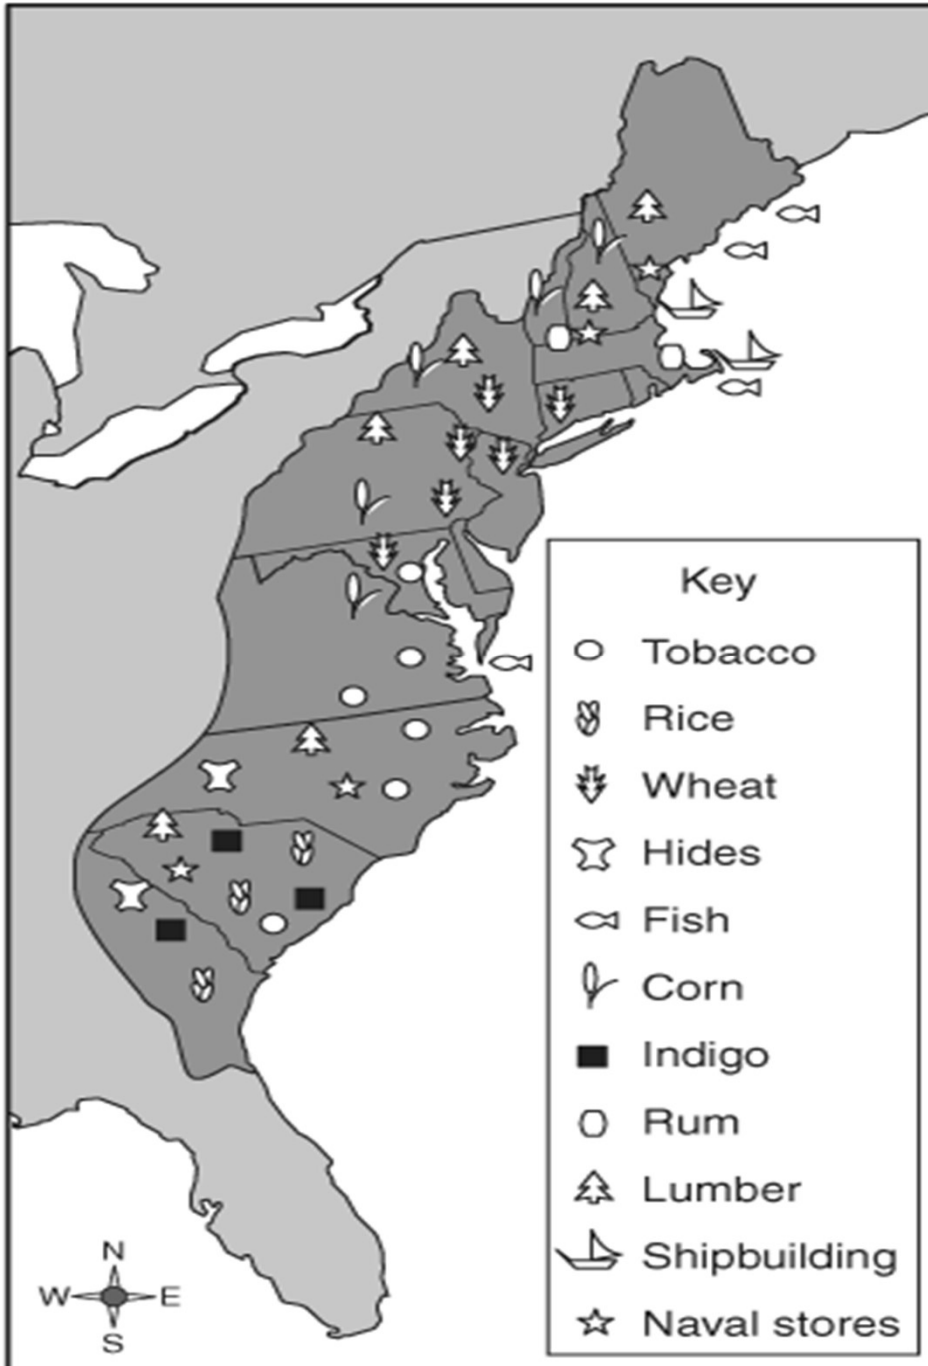 Key
Tobacco
Rice
Wheat
Hides
Fish
Corn
Indigo
Rum
Lumber
Shipbuilding
Naval stores
N
W E
S